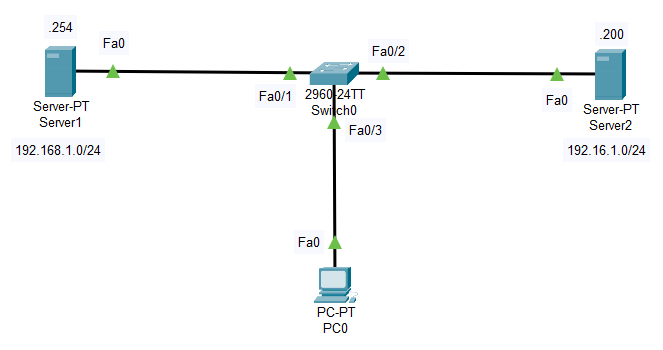 .254
.200
Fa0
Fa0/2
Fa0/1
2960-24TT
Switch0
Fa0
Server-PT
Server1
Server-PT
Server2
Fa0/3
192.168.1.0/24
192.16.1.0/24
Fa0
PC-PT
PC0